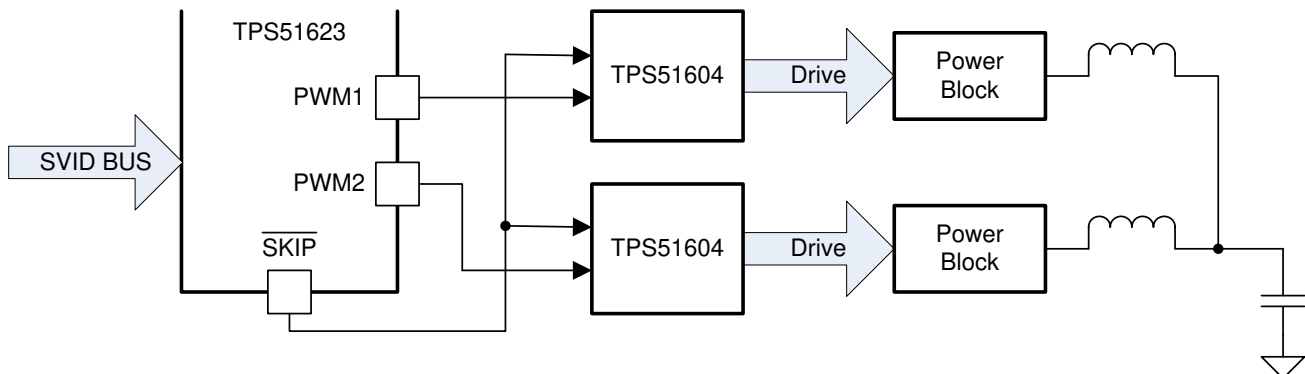 TPS51623
PWM1
SVID BUS
PWM2
SKIP
TPS51604
Drive
Power
Block
TPS51604
Drive
Power
Block